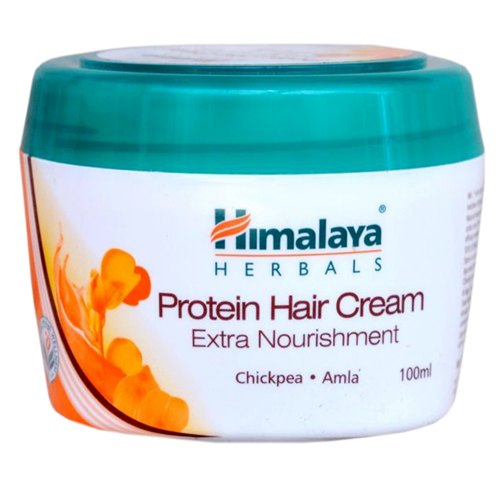 Himalaya®
HERBALS
Protein Hair Cream
Extra Nourishment
Chickpea • Amla
100ml